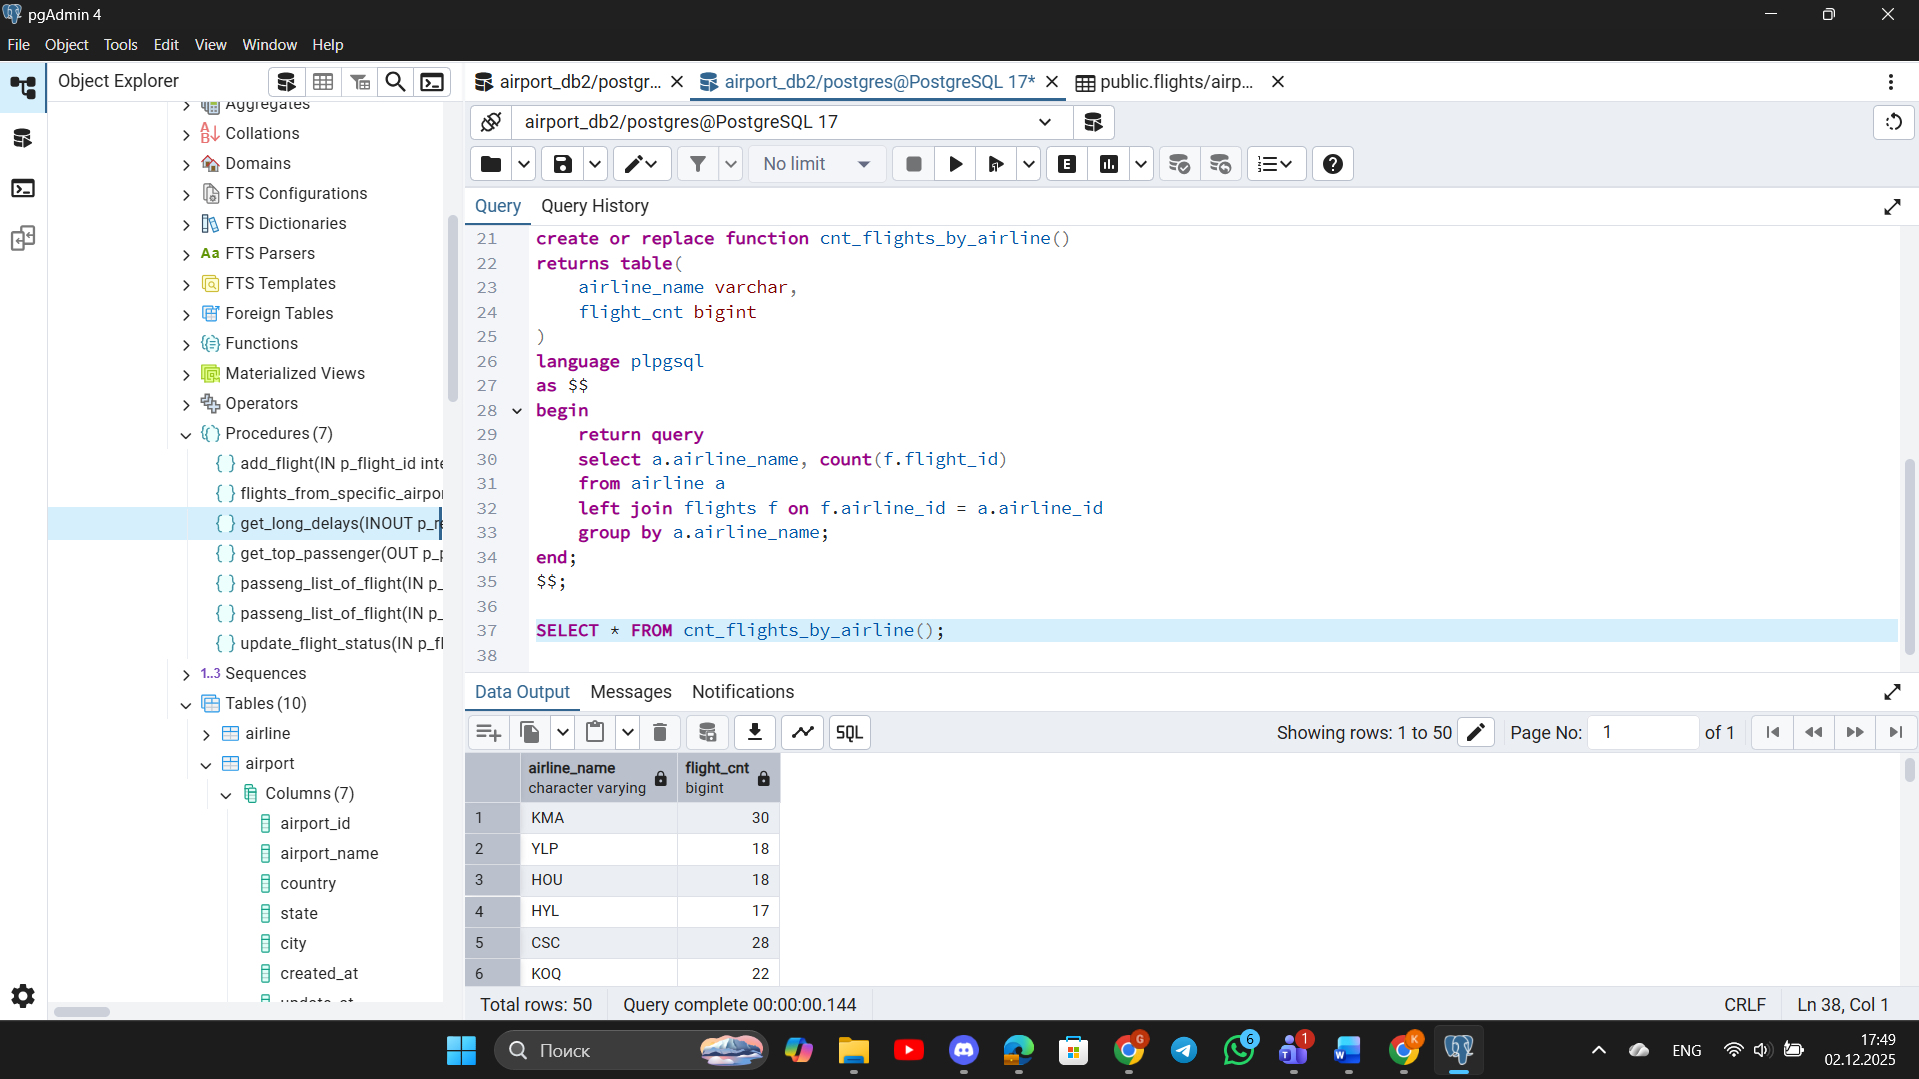 pgAdmin 4
File Object Tools Edit View Window Help
Object Explorer
airport_db2/postgr...
airport_db2/postgres@PostgreSQL 17*
public.flights/airp...
airport_db2/postgres@PostgreSQL 17
No limit
Query Query History
Aggregates
Collations
Domains
FTS Configurations
FTS Dictionaries
Aa FTS Parsers
FTS Templates
Foreign Tables
Functions
Materialized Views
Operators
Procedures (7)
add_flight(IN p_flight_id inte
flights_from_specific_airpo
get_long_delays(INOUT p_re
get_top_passenger(OUT p_p
passeng_list_of_flight(IN p_
passeng_list_of_flight(IN p_
update_flight_status(IN p_fl
1..3 Sequences
Tables (10)
airline
airport
Columns (7)
airport_id
airport_name
country
state
city
created_at
update_at
21 create or replace function cnt_flights_by_airline()
22 returns table(
23 airline_name varchar,
24 flight_cnt bigint
25 )
26 language plpgsql
27 as $$
28 begin
29 return query
30 select a.airline_name, count(f.flight_id)
31 from airline a
32 left join flights f on f.airline_id = a.airline_id
33 group by a.airline_name;
34 end;
35 $$;
36
37 SELECT * FROM cnt_flights_by_airline();
38
Data Output Messages Notifications
SQL
Showing rows: 1 to 50
Page No: 1 of 1
airline_name character varying
flight_cnt bigint
1 KMA 30
2 YLP 18
3 HOU 18
4 HYL 17
5 CSC 28
6 KOQ 22
Total rows: 50 Query complete 00:00:00.144
CRLF Ln 38, Col 1
Поиск
G
6
1
K
ENG
17:49
02.12.2025